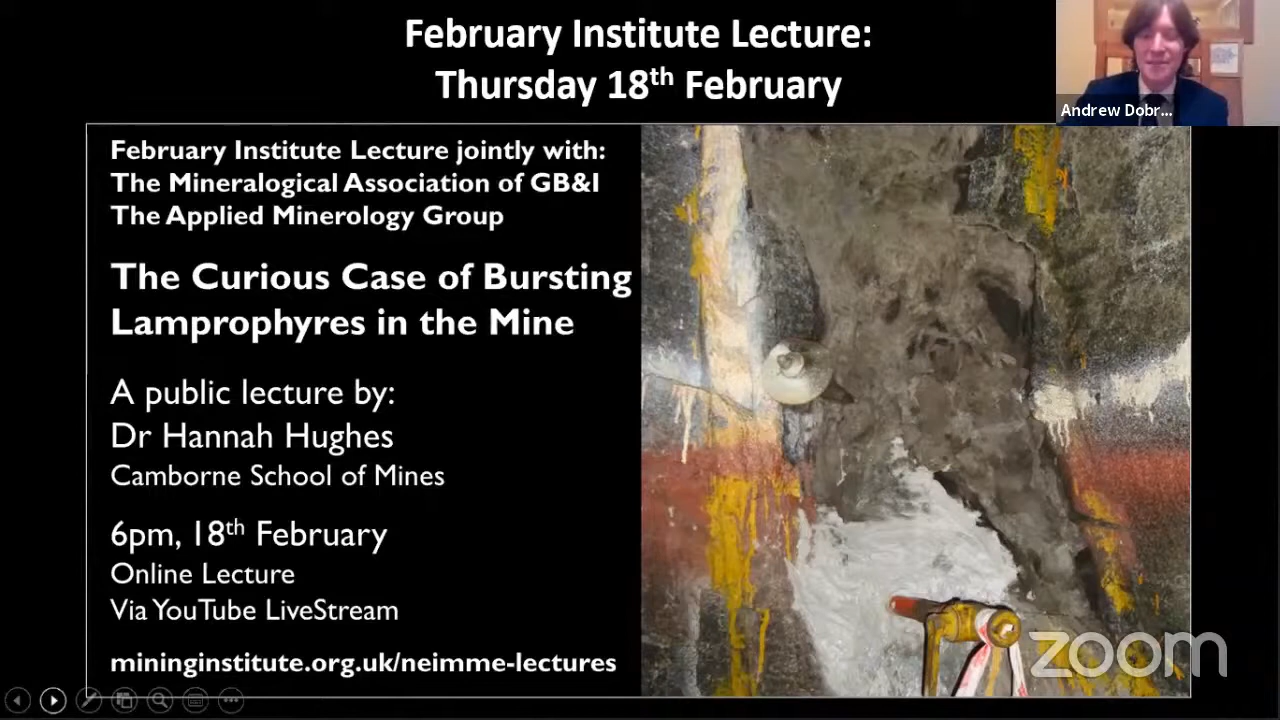 February Institute Lecture:
Thursday 18th February
Andrew Dobr...
February Institute Lecture jointly with:
The Mineralogical Association of GB&I
The Applied Minerology Group
The Curious Case of Bursting
Lamprophyres in the Mine
A public lecture by:
Dr Hannah Hughes
Camborne School of Mines
6pm, 18th February
Online Lecture
Via YouTube LiveStream
mininginstitute.org.uk/neimme-lectures
zoom